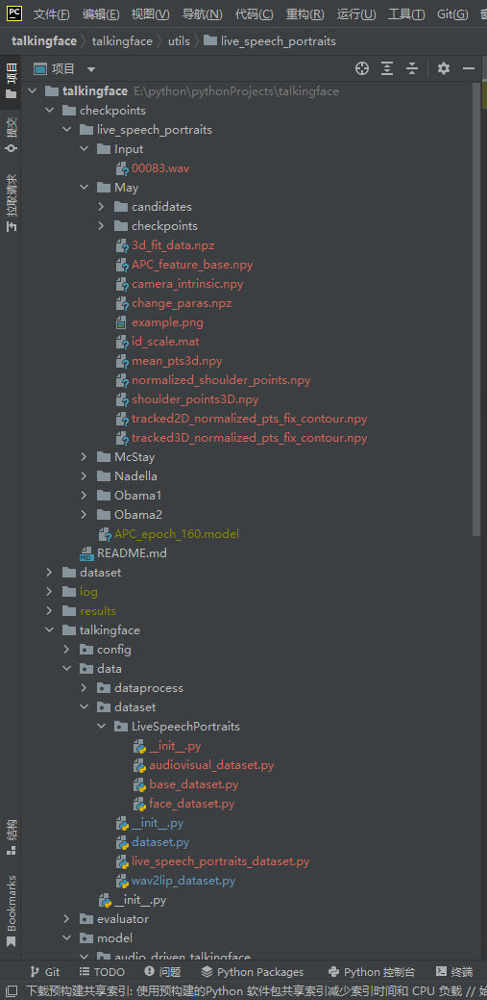 PC 文件(F) 编辑(E) 视图(V) 导航(N) 代码(C) 重构(R) 运行(U) 工具(T) Git(G)
talkingface talkingface utils live_speech_portraits
项目
项目
提交
拉取请求
talkingface E:\python\pythonProjects\talkingface
checkpoints
live_speech_portraits
Input
00083.wav
May
candidates
checkpoints
3d_fit_data.npz
APC_feature_base.npy
camera_intrinsic.npy
change_paras.npz
example.png
id_scale.mat
mean_pts3d.npy
normalized_shoulder_points.npy
shoulder_points3D.npy
tracked2D_normalized_pts_fix_contour.npy
tracked3D_normalized_pts_fix_contour.npy
McStay
Nadella
Obama1
Obama2
APC_epoch_160.model
README.md
dataset
log
results
talkingface
config
data
dataprocess
dataset
LiveSpeechPortraits
__init__.py
audiovisual_dataset.py
base_dataset.py
face_dataset.py
__init__.py
dataset.py
live_speech_portraits_dataset.py
wav2lip_dataset.py
__init__.py
evaluator
model
audio_driven_talkingface
结构
Bookmarks
Git TODO 问题 Python Packages Python 控制台 终端
下载预构建共享索引: 使用预构建的Python 软件包共享索引减少索引时间和 CPU 负载 // 始